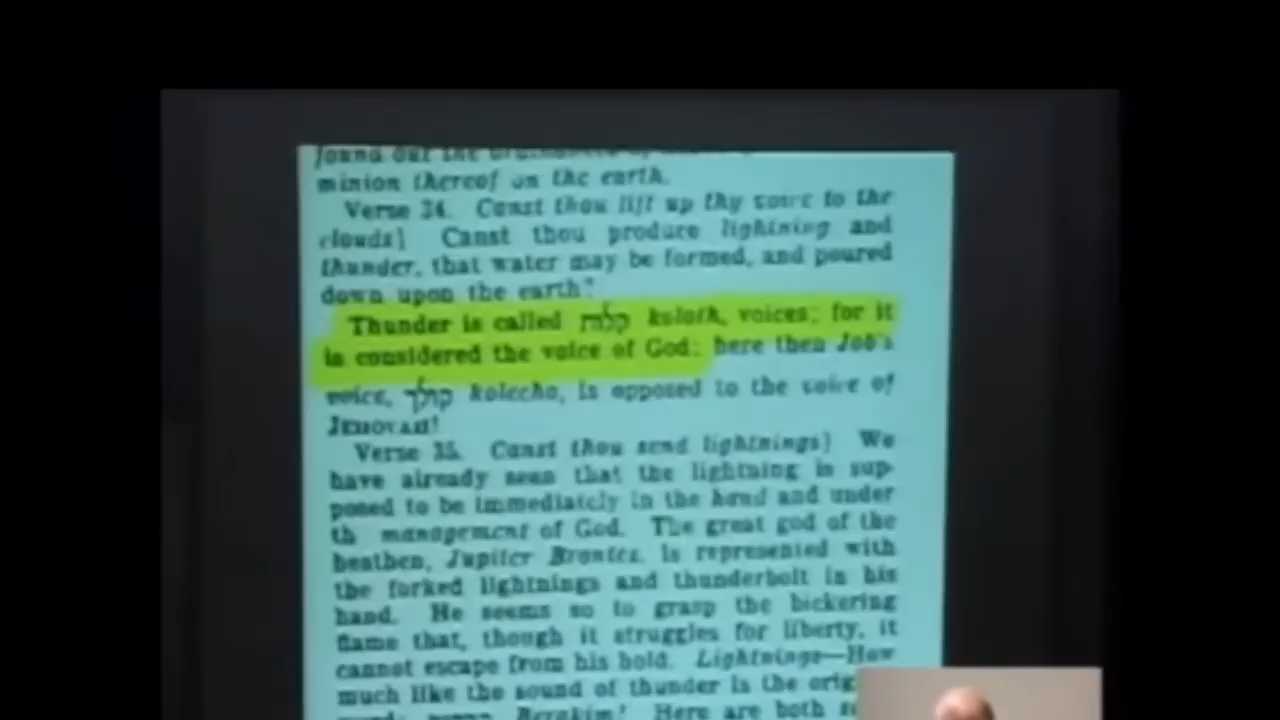 found out the
minion thereof on the earth.
Verse 34. Canst thou lift up thy voice to the
clouds] Canst thou produce lightning and
thunder, that water may be formed, and poured
down upon the earth?
Thunder is called קלות koloth, voices; for it
is considered the voice of God; here then Job's
voice, קולך kolecha, is opposed to the voice of
JEHOVAH!
Verse 35. Canst thou send lightnings] We
have already seen that the lightning is sup-
posed to be immediately in the hand and under
th management of God. The great god of the
heathen, Jupiter Brontes, is represented with
the forked lightnings and thunderbolt in his
hand. He seems so to grasp the bickering
flame that, though it struggles for liberty, it
cannot escape from his hold. Lightnings—How
much like the sound of thunder is the orig
Berakim! Here are both